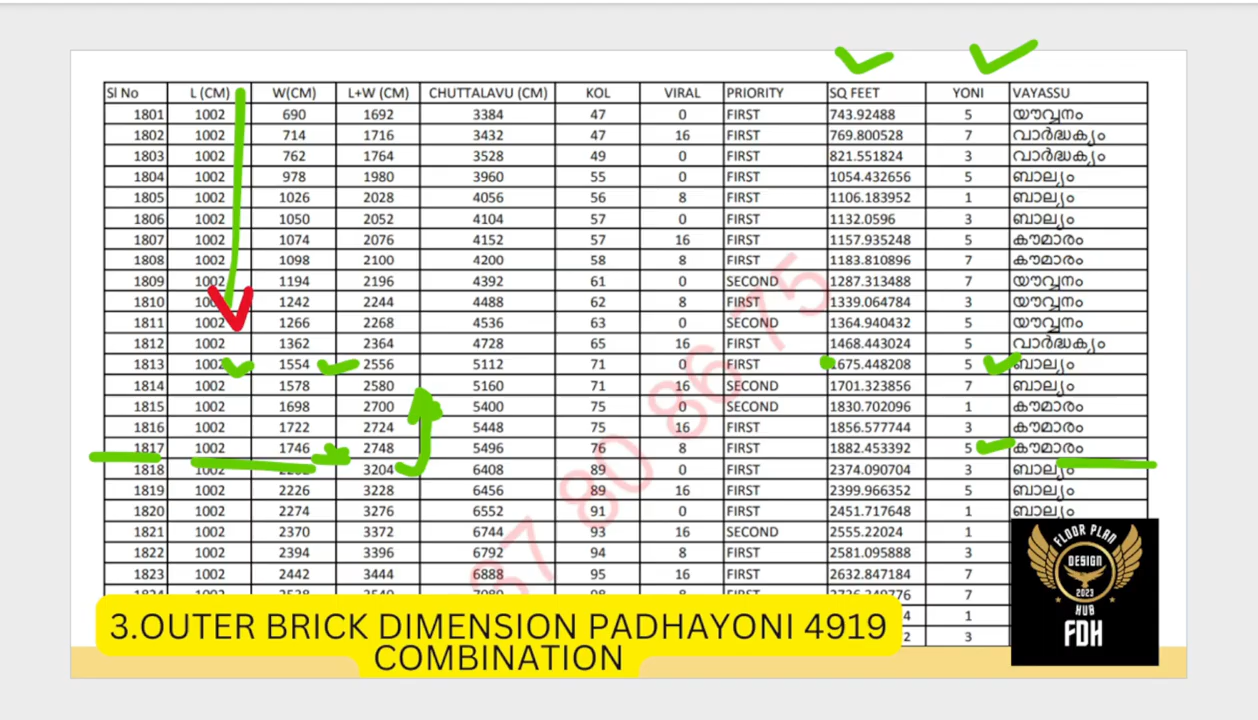 Sl No L (CM) W(CM) L+W (CM) CHUTTALAVU (CM) KOL VIRAL PRIORITY SQ FEET YONI VAYASSU
1801 1002 690 1692 3384 47 0 FIRST 743.92488 5 യൗവ്വനം
1802 1002 714 1716 3432 47 16 FIRST 769.800528 7 വാർദ്ധക്യം
1803 1002 762 1764 3528 49 0 FIRST 821.551824 3 വാർദ്ധക്യം
1804 1002 978 1980 3960 55 0 FIRST 1054.432656 5 ബാല്യം
1805 1002 1026 2028 4056 56 8 FIRST 1106.183952 1 ബാല്യം
1806 1002 1050 2052 4104 57 0 FIRST 1132.0596 3 ബാല്യം
1807 1002 1074 2076 4152 57 16 FIRST 1157.935248 5 കൗമാരം
1808 1002 1098 2100 4200 58 8 FIRST 1183.810896 7 കൗമാരം
1809 1002 1194 2196 4392 61 0 SECOND 1287.313488 7 യൗവ്വനം
1810 1002 1242 2244 4488 62 8 FIRST 1339.064784 3 യൗവ്വനം
1811 1002 1266 2268 4536 63 0 SECOND 1364.940432 5 യൗവ്വനം
1812 1002 1362 2364 4728 65 16 FIRST 1468.443024 5 വാർദ്ധക്യം
1813 1002 1554 2556 5112 71 0 FIRST 1675.448208 5 ബാല്യം
1814 1002 1578 2580 5160 71 16 SECOND 1701.323856 7 ബാല്യം
1815 1002 1698 2700 5400 75 0 SECOND 1830.702096 1 കൗമാരം
1816 1002 1722 2724 5448 75 16 FIRST 1856.577744 3 കൗമാരം
1817 1002 1746 2748 5496 76 8 FIRST 1882.453392 5 കൗമാരം
1818 1002 3204 6408 89 0 FIRST 2374.090704 3 ബാല്യം
1819 1002 2226 3228 6456 89 16 FIRST 2399.966352 5 ബാല്യം
1820 1002 2274 3276 6552 91 0 FIRST 2451.717648 1 ബാല്യം
1821 1002 2370 3372 6744 93 16 SECOND 2555.22024 1
1822 1002 2394 3396 6792 94 8 FIRST 2581.095888 3
1823 1002 2442 3444 6888 95 16 FIRST 2632.847184 7
7
4 1
2 3
37 80 86 75
3.OUTER BRICK DIMENSION PADHAYONI 4919
COMBINATION
FLOOR PLAN
DESIGN
2023
HUB
FDH